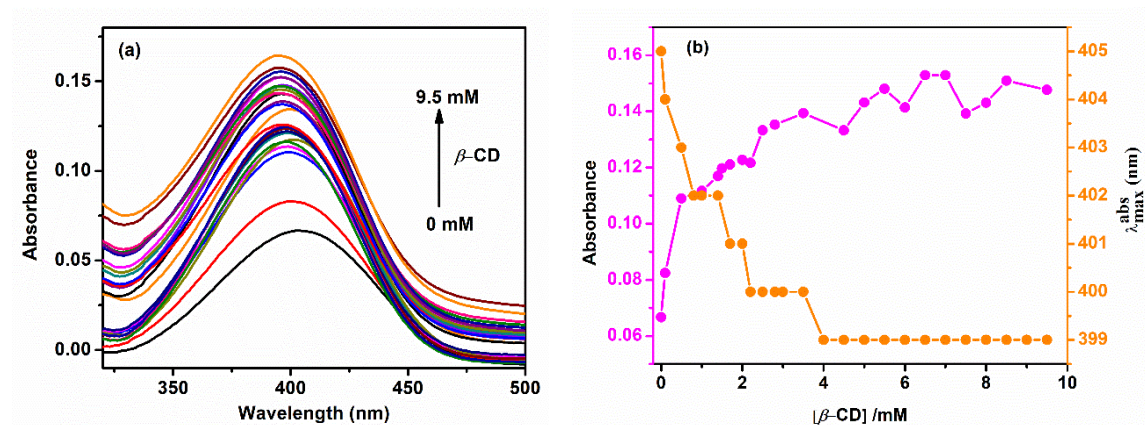 (a)
0.15
0.10
0.05
0.00
Absorbance
9.5 mM
β–CD
0 mM
350 400 450 500
Wavelength (nm)
(b)
0.16
0.14
0.12
0.10
0.08
0.06
Absorbance
405
404
403
402
401
400
399
λ^abs_max (nm)
0 2 4 6 8 10
[β–CD] /mM